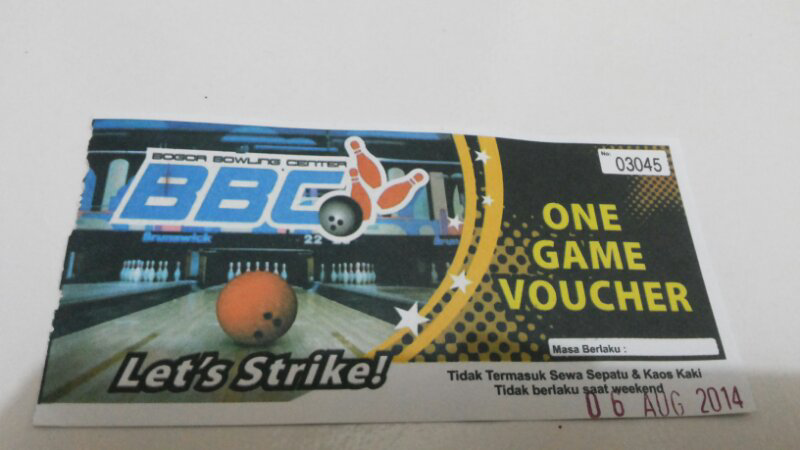 BOGOR BOWLING CENTER
BBC
Brunswick
22
Let's Strike!
No:
03045
ONE
GAME
VOUCHER
Masa Berlaku :
Tidak Termasuk Sewa Sepatu & Kaos Kaki
Tidak berlaku saat weekend
06 AUG 2014